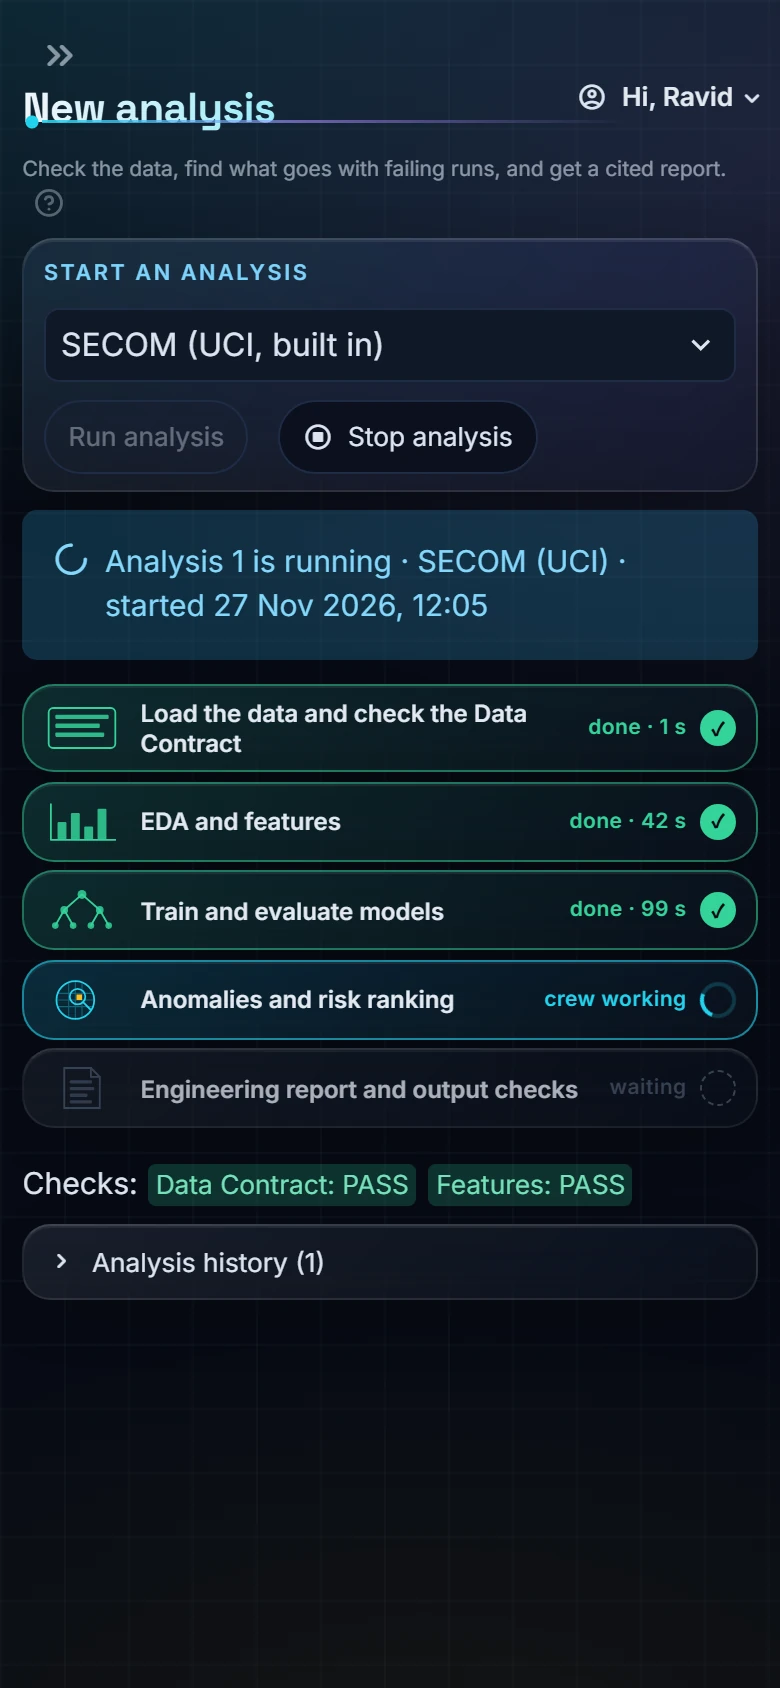 New analysis
Hi, Ravid
Check the data, find what goes with failing runs, and get a cited report.
START AN ANALYSIS
SECOM (UCI, built in)
Run analysis
Stop analysis
Analysis 1 is running · SECOM (UCI) ·
started 27 Nov 2026, 12:05
Load the data and check the Data
Contract
done · 1 s
EDA and features
done · 42 s
Train and evaluate models
done · 99 s
Anomalies and risk ranking
crew working
Engineering report and output checks
waiting
Checks: Data Contract: PASS Features: PASS
Analysis history (1)